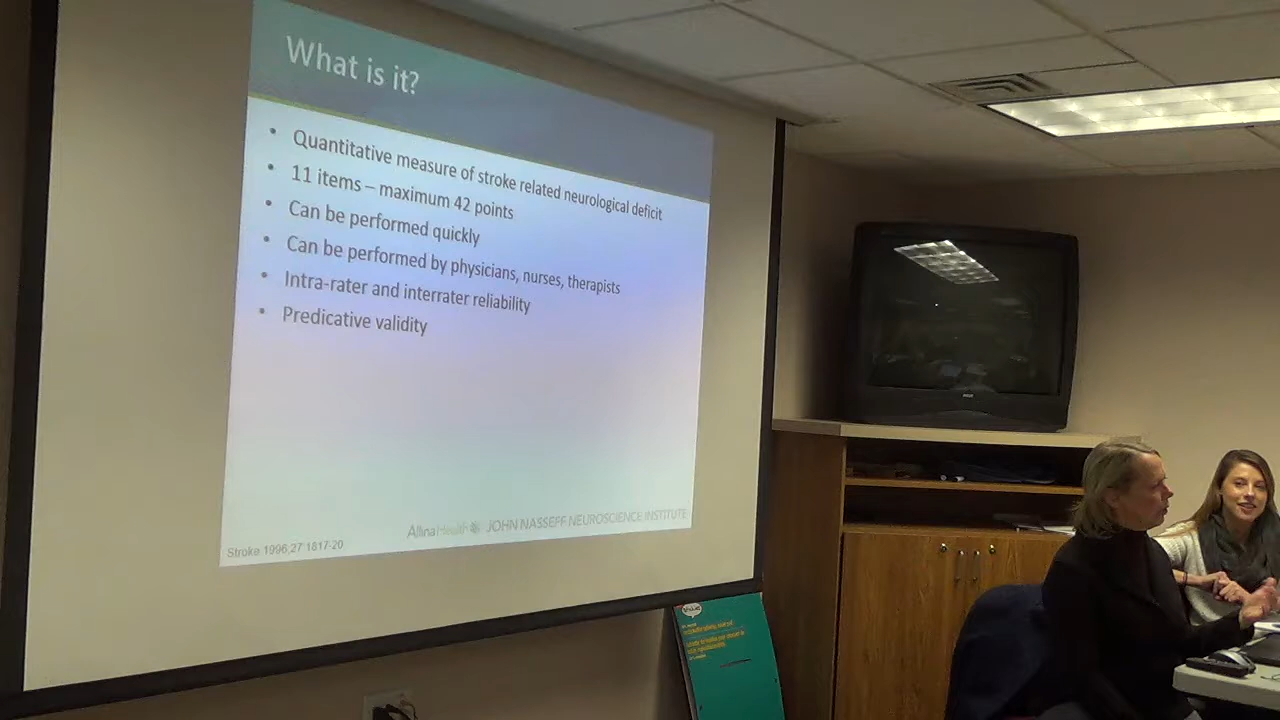 What is it?
• Quantitative measure of stroke related neurological deficit
• 11 items – maximum 42 points
• Can be performed quickly
• Can be performed by physicians, nurses, therapists
• Intra-rater and interrater reliability
• Predicative validity
AllinaHealth JOHN NASSEFF NEUROSCIENCE INSTITUTE
Stroke 1996;27:1817-20
RCA